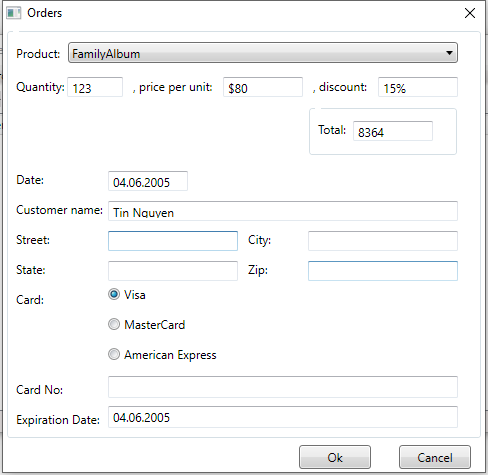 Orders
Product: FamilyAlbum
Quantity: 123 , price per unit: $80 , discount: 15%
Total: 8364
Date: 04.06.2005
Customer name: Tin Nguyen
Street: City:
State: Zip:
Card: Visa
MasterCard
American Express
Card No:
Expiration Date: 04.06.2005
Ok Cancel